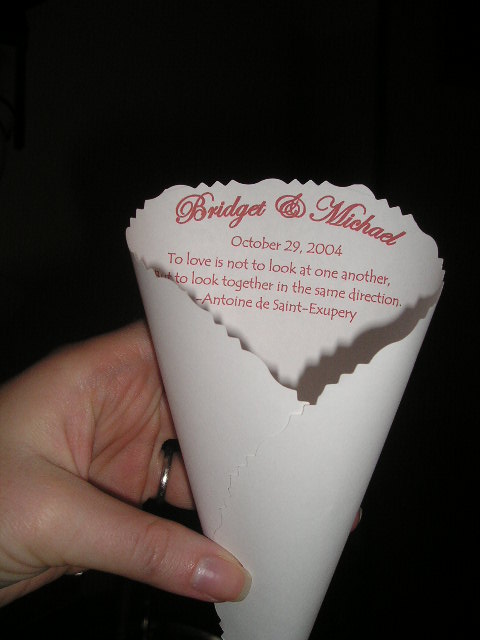 Bridget & Michael
October 29, 2004
To love is not to look at one another,
to look together in the same direction.
-Antoine de Saint-Exupery